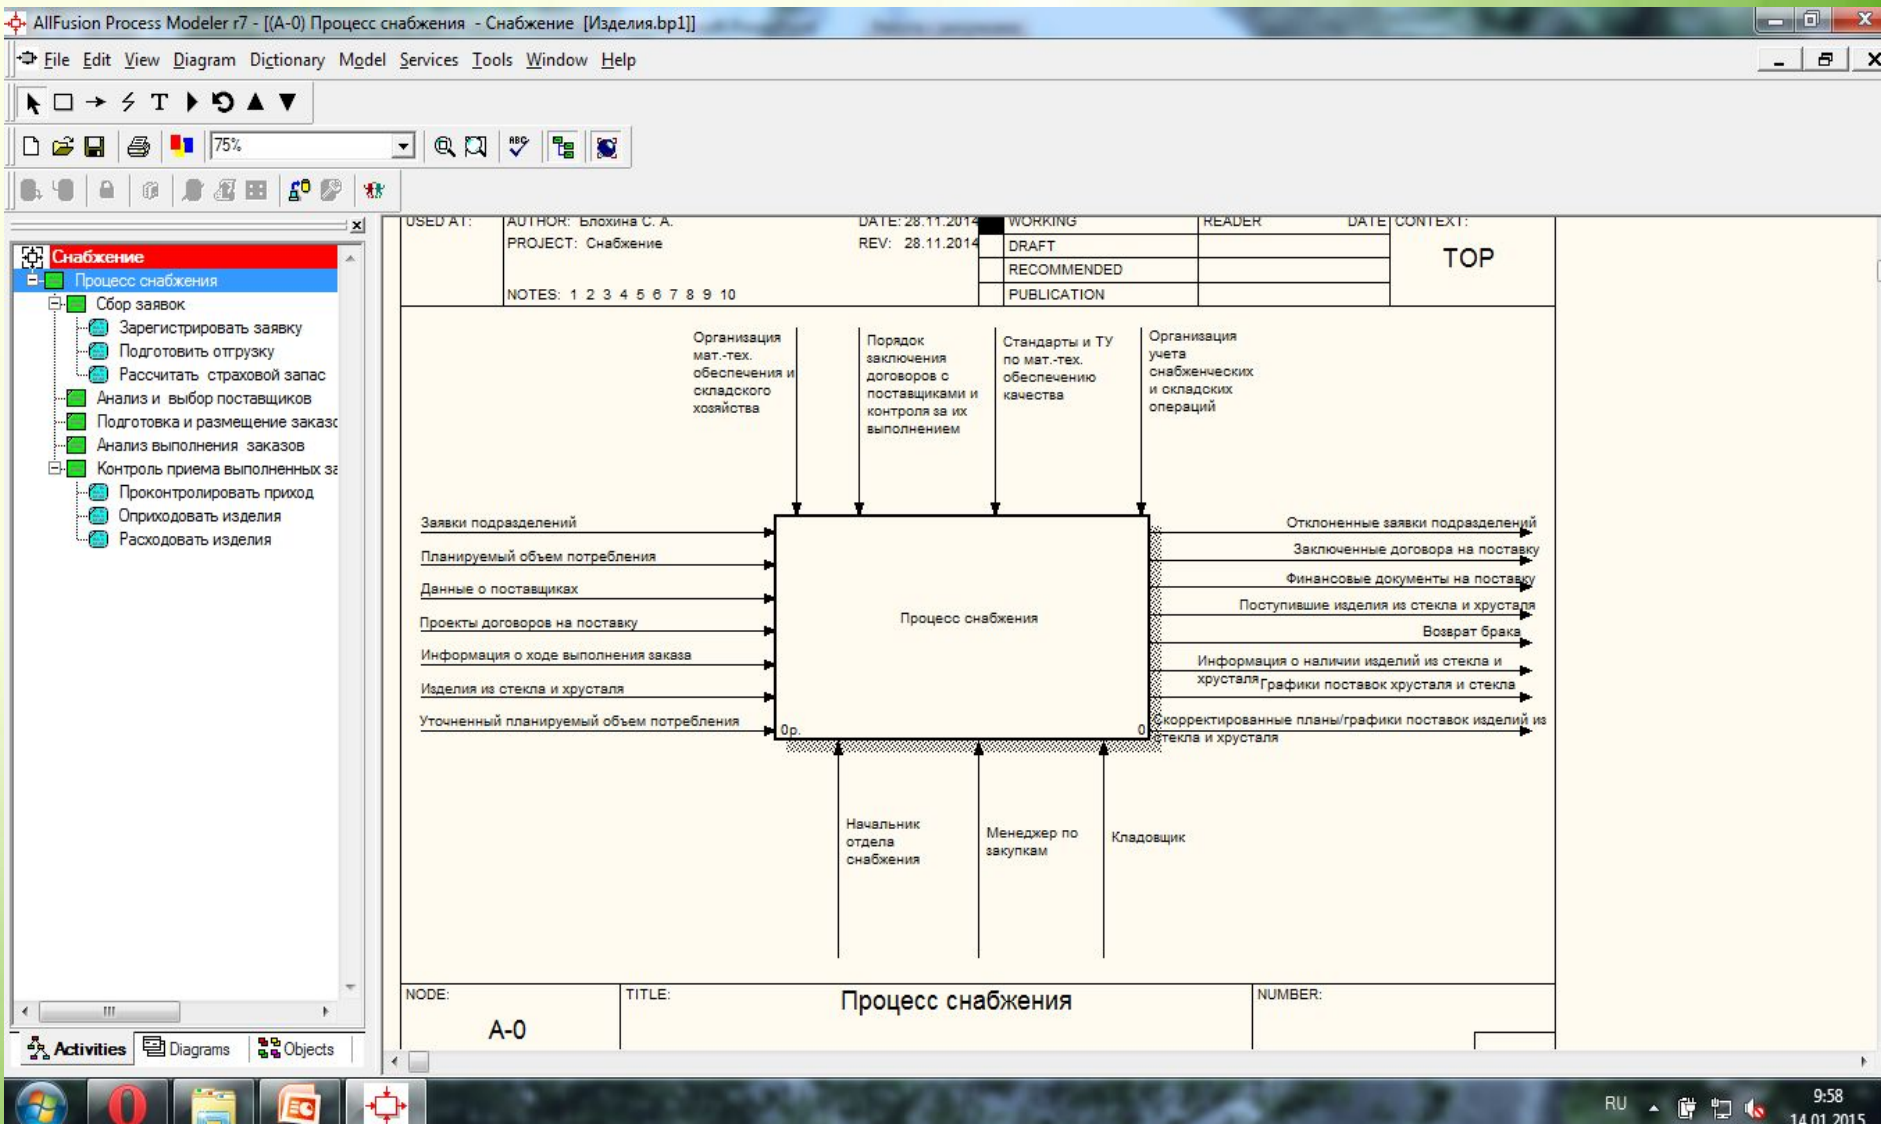 AllFusion Process Modeler r7 - [(A-0) Процесс снабжения - Снабжение [Изделия.bp1]]
File Edit View Diagram Dictionary Model Services Tools Window Help
T
75%
ABC
Снабжение
Процесс снабжения
Сбор заявок
Зарегистрировать заявку
Подготовить отгрузку
Рассчитать страховой запас
Анализ и выбор поставщиков
Подготовка и размещение заказо
Анализ выполнения заказов
Контроль приема выполненных за
Проконтролировать приход
Оприходовать изделия
Расходовать изделия
Activities Diagrams Objects
USED AT:
AUTHOR: Блохина С. А.
DATE: 28.11.2014
PROJECT: Снабжение
REV: 28.11.2014
NOTES: 1 2 3 4 5 6 7 8 9 10
WORKING
DRAFT
RECOMMENDED
PUBLICATION
READER DATE
CONTEXT:
TOP
Организация
мат.-тех.
обеспечения и
складского
хозяйства
Порядок
заключения
договоров с
поставщиками и
контроля за их
выполнением
Стандарты и ТУ
по мат.-тех.
обеспечению
качества
Организация
учета
снабженческих
и складских
операций
Заявки подразделений
Планируемый объем потребления
Данные о поставщиках
Проекты договоров на поставку
Информация о ходе выполнения заказа
Изделия из стекла и хрусталя
Уточненный планируемый объем потребления
Процесс снабжения
0р.
0
Отклоненные заявки подразделений
Заключенные договора на поставку
Финансовые документы на поставку
Поступившие изделия из стекла и хрусталя
Возврат брака
Информация о наличии изделий из стекла и
хрусталя
Графики поставок хрусталя и стекла
Скорректированные планы/графики поставок изделий из
стекла и хрусталя
Начальник
отдела
снабжения
Менеджер по
закупкам
Кладовщик
NODE:
A-0
TITLE:
Процесс снабжения
NUMBER:
RU
9:58
14.01.2015